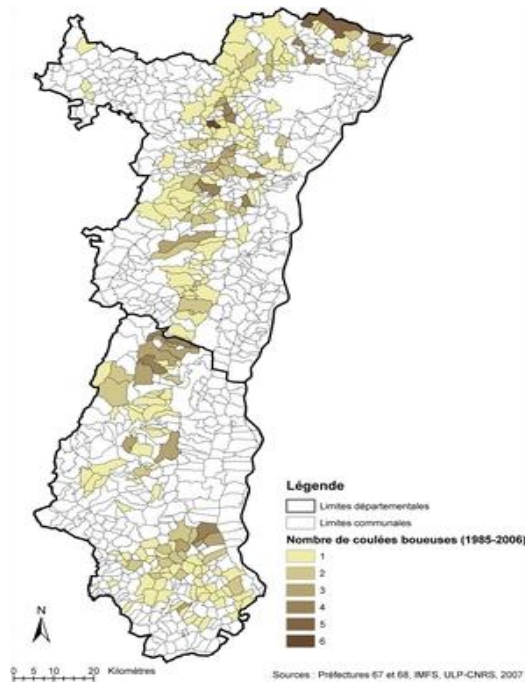 Légende
Limites départementales
Limites communales
Nombre de coulées boueuses (1985-2006)
1
2
3
4
5
6
N
0 5 10 20 Kilomètres
Sources : Préfectures 67 et 68, IMFS, ULP-CNRS, 2007